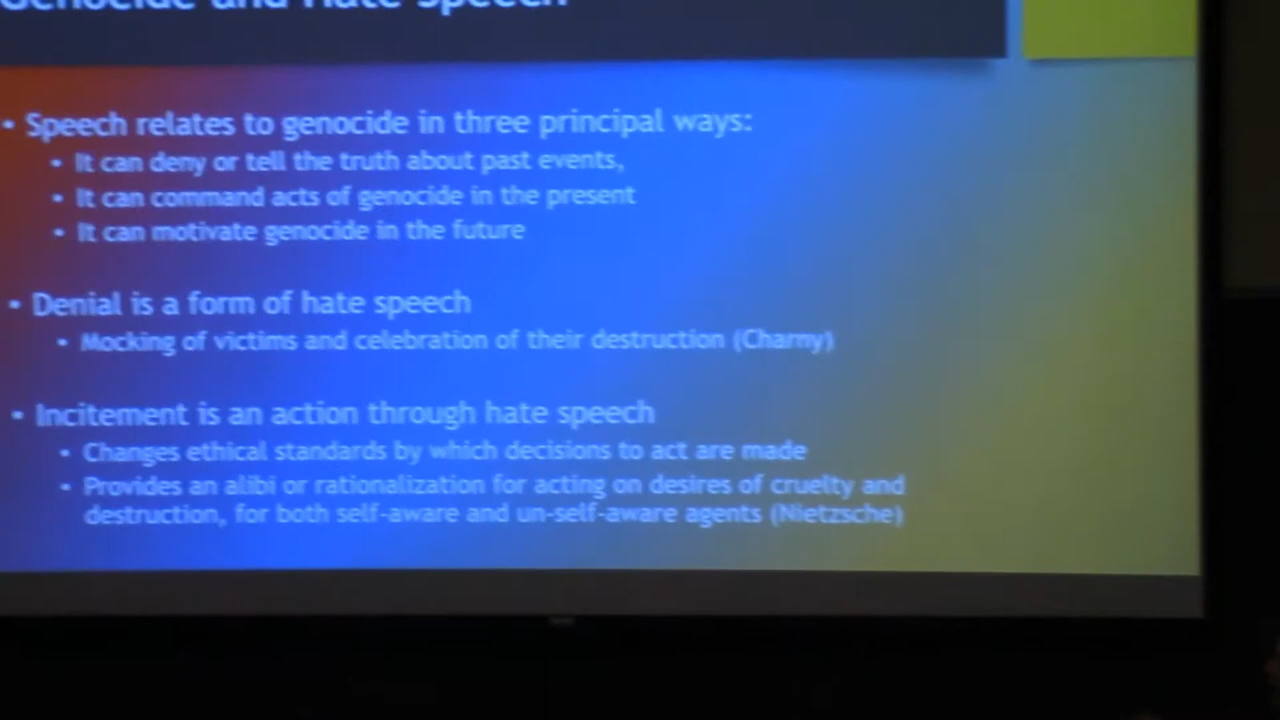 Genocide and Hate Speech
• Speech relates to genocide in three principal ways:
• It can deny or tell the truth about past events,
• It can command acts of genocide in the present
• It can motivate genocide in the future
• Denial is a form of hate speech
• Mocking of victims and celebration of their destruction (Charny)
• Incitement is an action through hate speech
• Changes ethical standards by which decisions to act are made
• Provides an alibi or rationalization for acting on desires of cruelty and
destruction, for both self-aware and un-self-aware agents (Nietzsche)